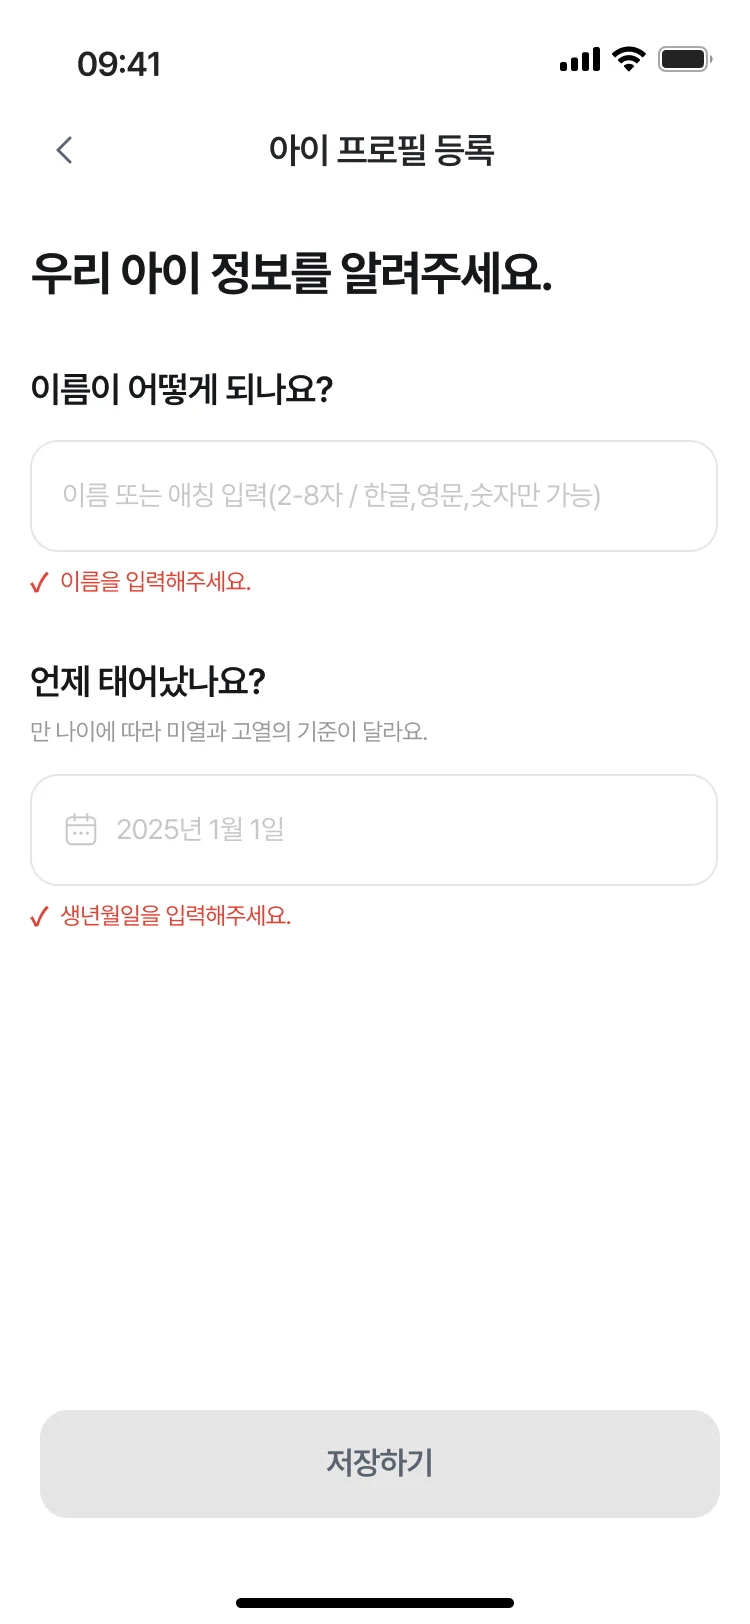 09:41
아이 프로필 등록
우리 아이 정보를 알려주세요.
이름이 어떻게 되나요?
이름 또는 애칭 입력(2-8자 / 한글,영문,숫자만 가능)
이름을 입력해주세요.
언제 태어났나요?
만 나이에 따라 미열과 고열의 기준이 달라요.
2025년 1월 1일
생년월일을 입력해주세요.
저장하기